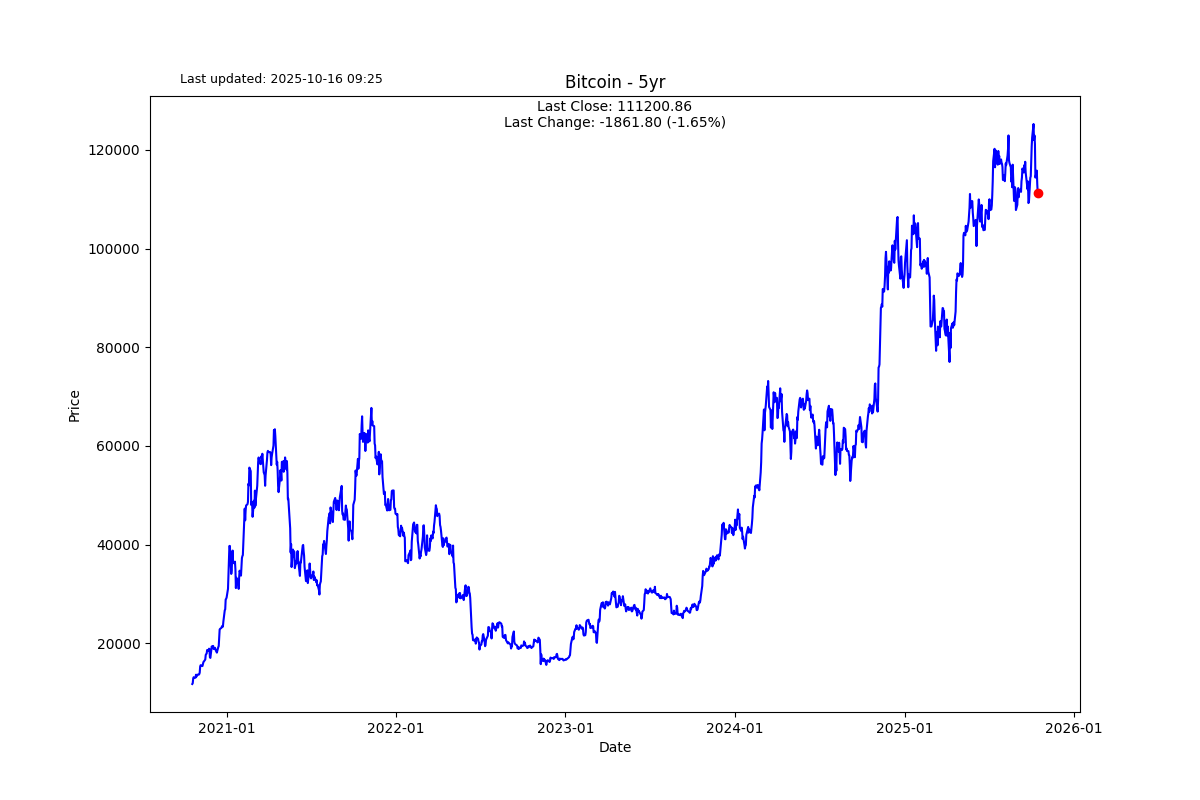 Last updated: 2025-10-16 09:25
Bitcoin - 5yr
Last Close: 111200.86
Last Change: -1861.80 (-1.65%)
120000
100000
80000
60000
40000
20000
Price
2021-01
2022-01
2023-01
2024-01
2025-01
2026-01
Date